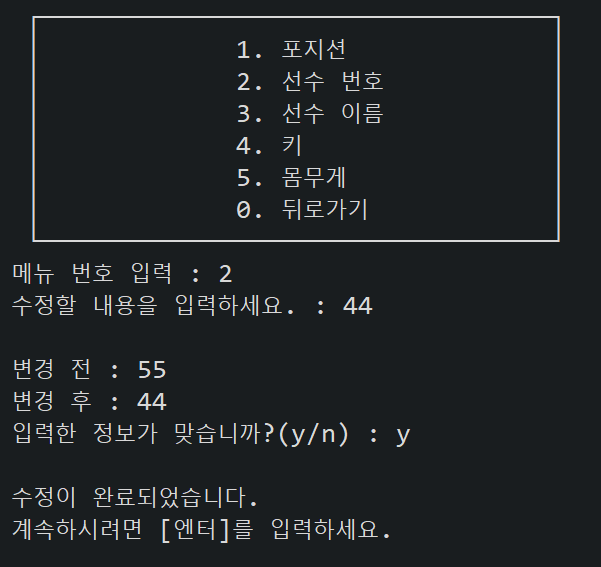 1. 포지션
2. 선수 번호
3. 선수 이름
4. 키
5. 몸무게
0. 뒤로가기
메뉴 번호 입력 : 2
수정할 내용을 입력하세요. : 44
변경 전 : 55
변경 후 : 44
입력한 정보가 맞습니까?(y/n) : y
수정이 완료되었습니다.
계속하시려면 [엔터]를 입력하세요.